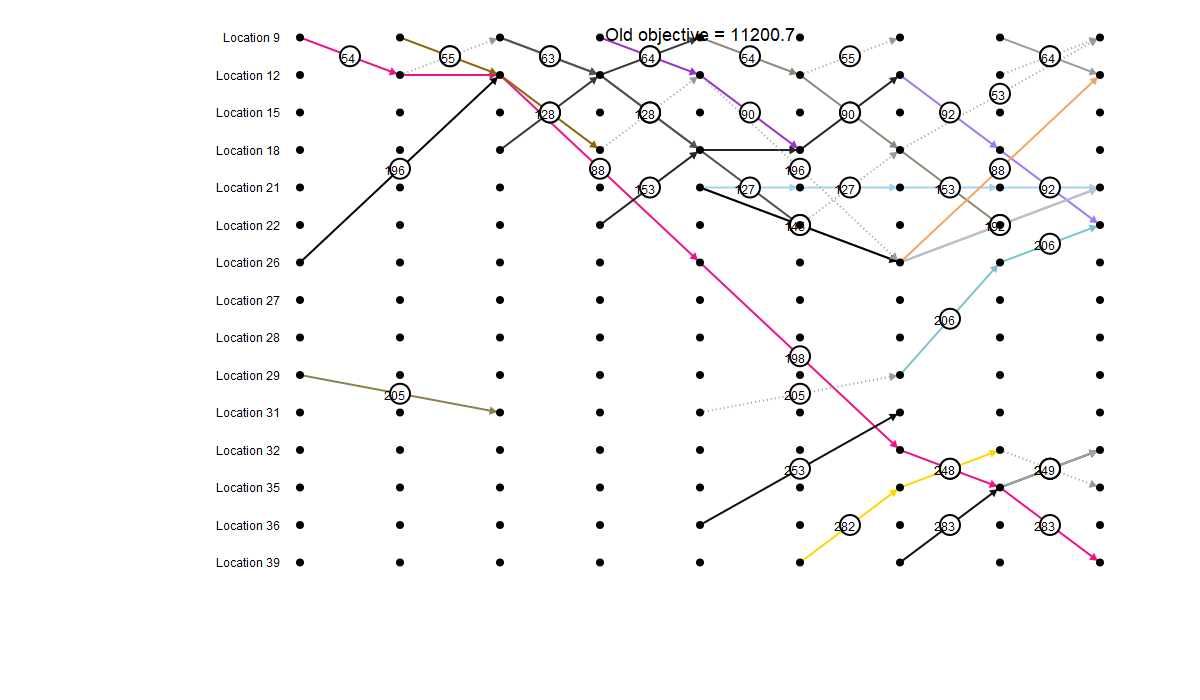 Old objective = 11200.7
Location 9
54 55 63 64 54 55 64
Location 12
53
Location 15
128 128 90 90 92
Location 18
196 88 196 88
Location 21
153 127 127 153 92
Location 22
192
206
Location 26
Location 27
206
Location 28
198
Location 29
205 205
Location 31
Location 32
253 248 249
Location 35
Location 36
282 283 283
Location 39